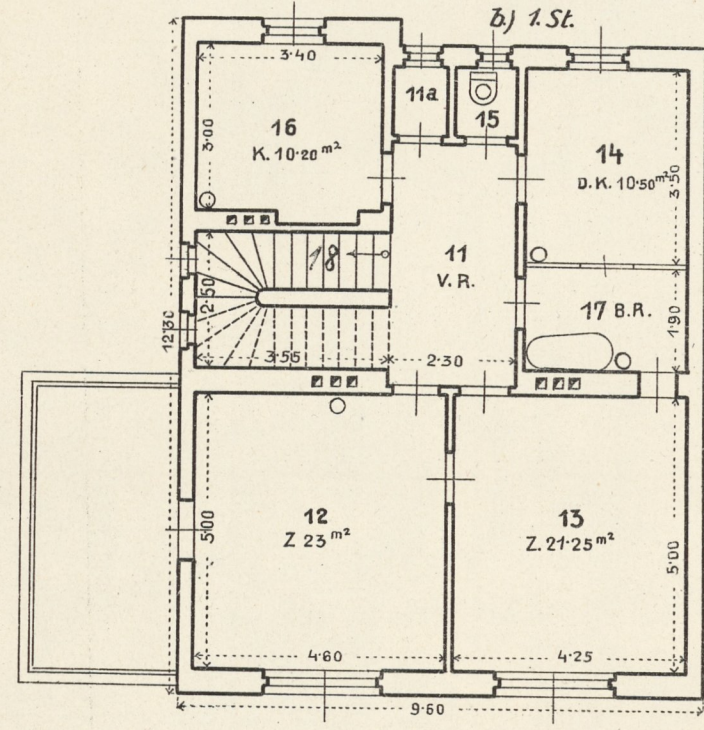 b.) 1. St.
3·40
11a
15
16
K. 10·20 m²
3·00
14
D.K. 10·50 m²
3·50
11
V. R.
18
2·50
12·30
17 B.R.
1·90
3·55
2·30
12
Z 23 m²
5·00
13
Z. 21·25 m²
5·00
4·60
4·25
9·60